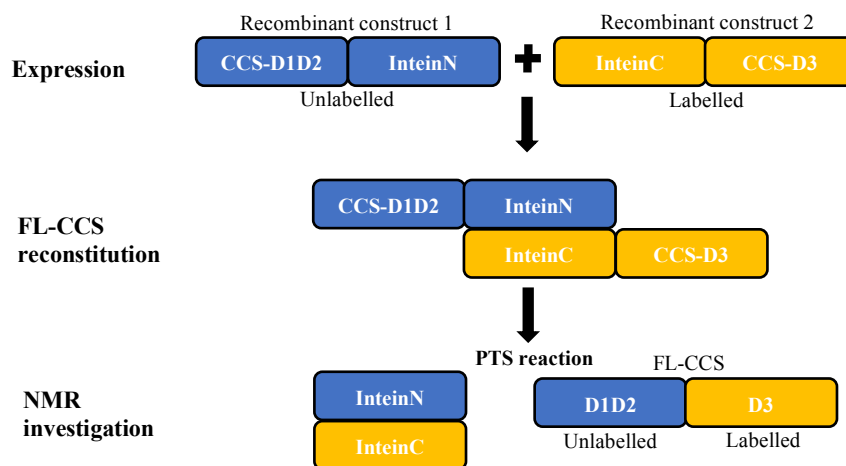 Recombinant construct 1
Recombinant construct 2
Expression
CCS-D1D2
InteinN
InteinC
CCS-D3
Unlabelled
Labelled
FL-CCS
reconstitution
CCS-D1D2
InteinN
InteinC
CCS-D3
PTS reaction
FL-CCS
NMR
investigation
InteinN
InteinC
D1D2
D3
Unlabelled
Labelled